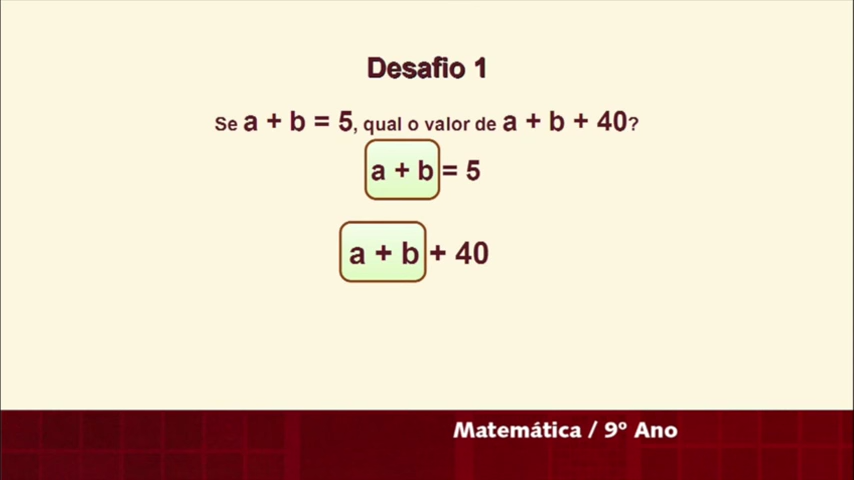 Desafio 1
Se a + b = 5, qual o valor de a + b + 40?
a + b = 5
a + b + 40
Matemática / 9º Ano